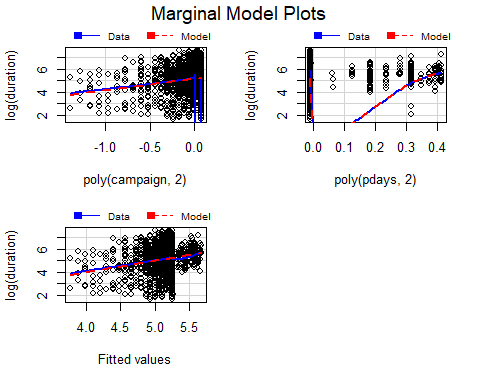 Marginal Model Plots
Data Model
log(duration)
6
4
2
-1.0 -0.5 0.0
poly(campaign, 2)
Data Model
log(duration)
6
4
2
0.0 0.1 0.2 0.3 0.4
poly(pdays, 2)
Data Model
log(duration)
6
4
2
4.0 4.5 5.0 5.5
Fitted values